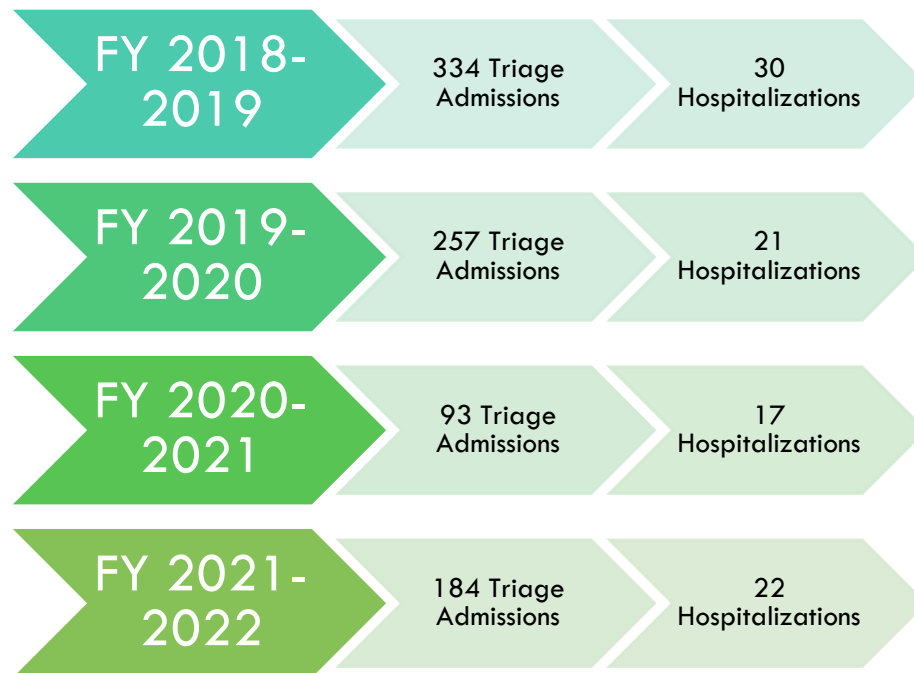 FY 2018-
2019
334 Triage
Admissions
30
Hospitalizations
FY 2019-
2020
257 Triage
Admissions
21
Hospitalizations
FY 2020-
2021
93 Triage
Admissions
17
Hospitalizations
FY 2021-
2022
184 Triage
Admissions
22
Hospitalizations